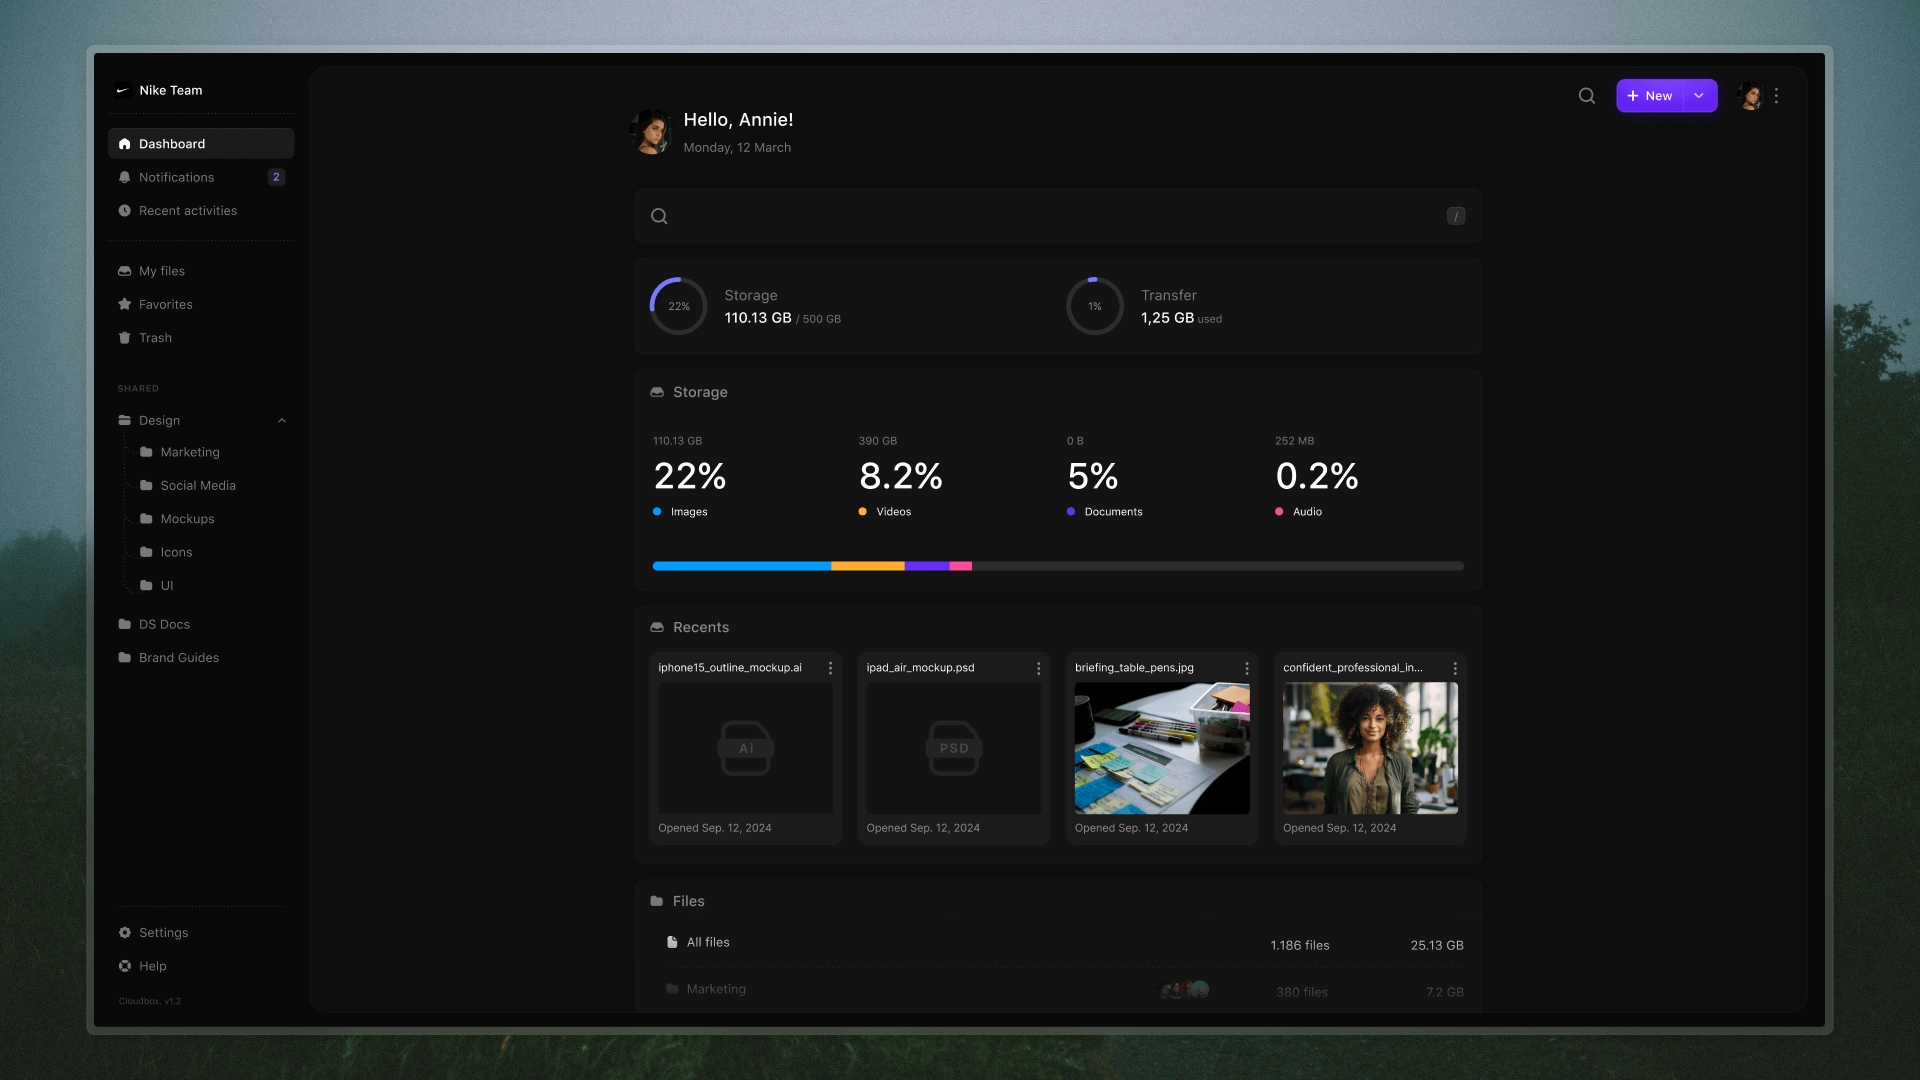 Nike Team
Dashboard
Notifications 2
Recent activities
My files
Favorites
Trash
SHARED
Design
Marketing
Social Media
Mockups
Icons
UI
DS Docs
Brand Guides
Settings
Help
Cloudbox. v1.2
+ New
Hello, Annie!
Monday, 12 March
/
22%
Storage
110.13 GB / 500 GB
1%
Transfer
1,25 GB used
Storage
110.13 GB
22%
Images
390 GB
8.2%
Videos
0 B
5%
Documents
252 MB
0.2%
Audio
Recents
iphone15_outline_mockup.ai
Ai
Opened Sep. 12, 2024
ipad_air_mockup.psd
PSD
Opened Sep. 12, 2024
briefing_table_pens.jpg
Opened Sep. 12, 2024
confident_professional_in...
Opened Sep. 12, 2024
Files
All files 1.186 files 25.13 GB
Marketing 380 files 7.2 GB